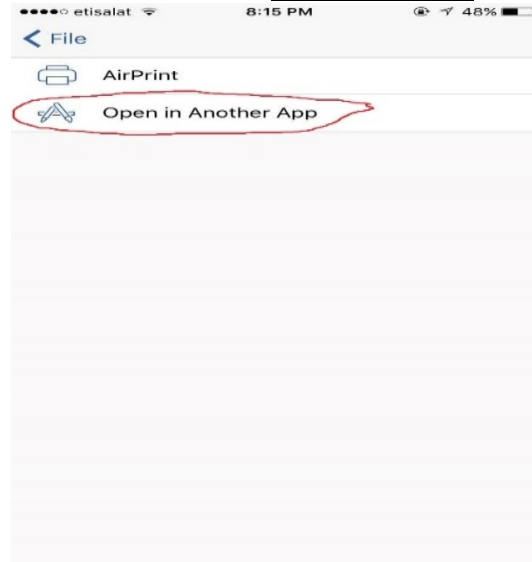 etisalat 8:15 PM 48%
File
AirPrint
Open in Another App